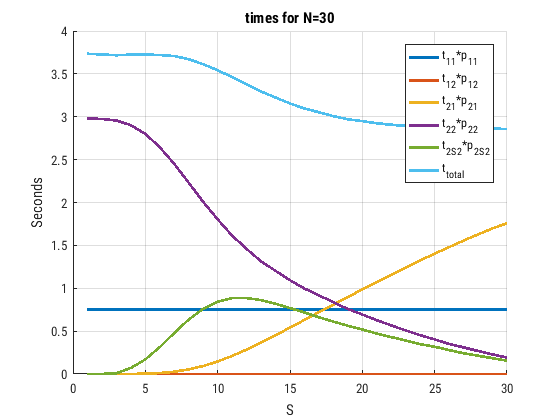 times for N=30
4
3.5
3
2.5
2
1.5
1
0.5
0
Seconds
0 5 10 15 20 25 30
S
t11*p11
t12*p12
t21*p21
t22*p22
t2S2*p2S2
ttotal